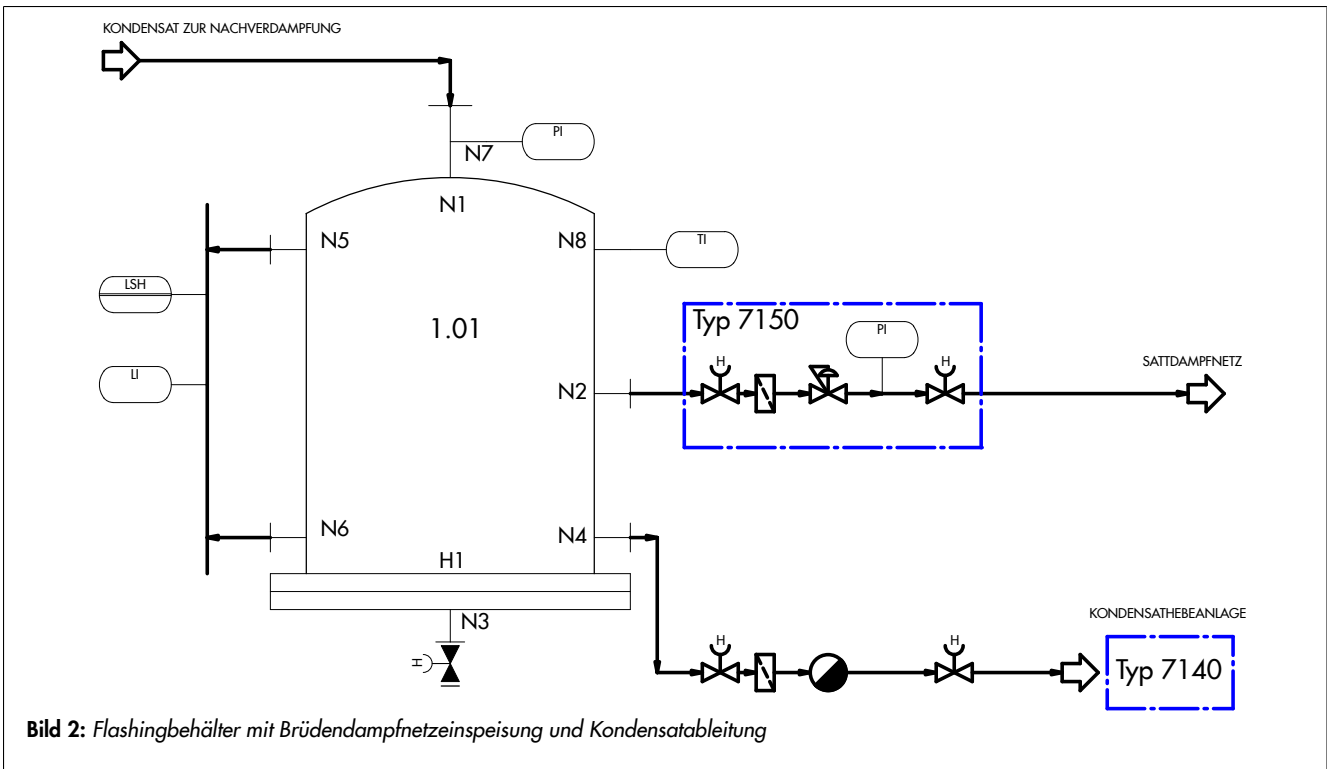 KONDENSAT ZUR NACHVERDAMPFUNG
PI
N7
N1
N5
N8
TI
LSH
1.01
Typ 7150
PI
H
H
SATTDAMPFNETZ
LI
N2
N6
N4
H1
N3
H
H
H
KONDENSATHEBEANLAGE
Typ 7140
Bild 2: Flashingbehälter mit Brüdendampfnetzeinspeisung und Kondensatableitung